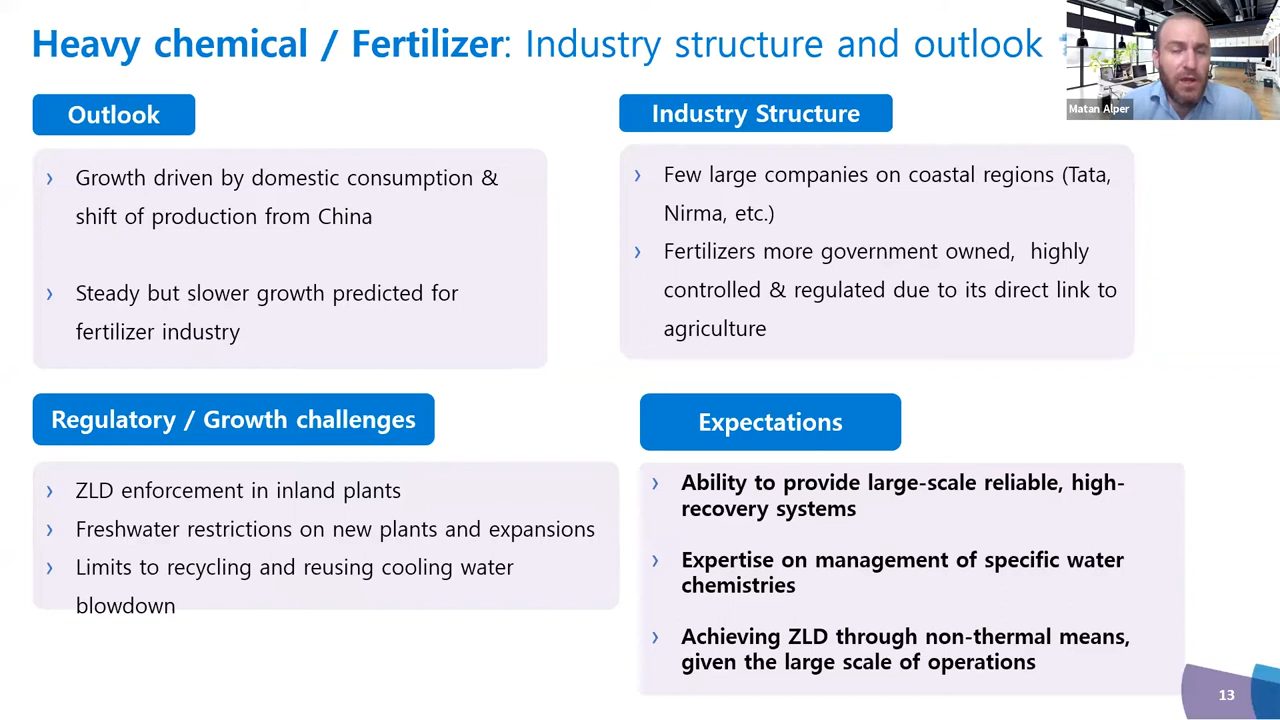 Heavy chemical / Fertilizer: Industry structure and outlook
Matan Alper
Outlook
› Growth driven by domestic consumption &
shift of production from China
› Steady but slower growth predicted for
fertilizer industry
Industry Structure
› Few large companies on coastal regions (Tata,
Nirma, etc.)
› Fertilizers more government owned, highly
controlled & regulated due to its direct link to
agriculture
Regulatory / Growth challenges
› ZLD enforcement in inland plants
› Freshwater restrictions on new plants and expansions
› Limits to recycling and reusing cooling water
blowdown
Expectations
› Ability to provide large-scale reliable, high-
recovery systems
› Expertise on management of specific water
chemistries
› Achieving ZLD through non-thermal means,
given the large scale of operations
13